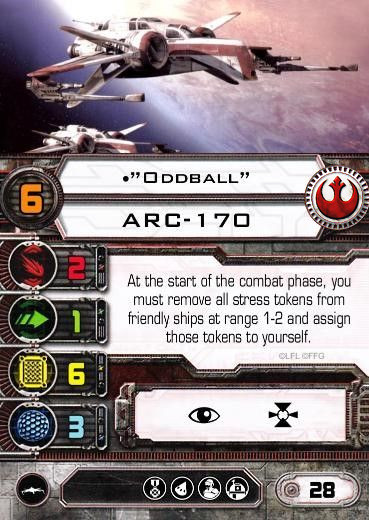 •"Oddball"
6
ARC-170
2
At the start of the combat phase, you
must remove all stress tokens from
friendly ships at range 1-2 and assign
those tokens to yourself.
1
©LFL ©FFG
6
3
28